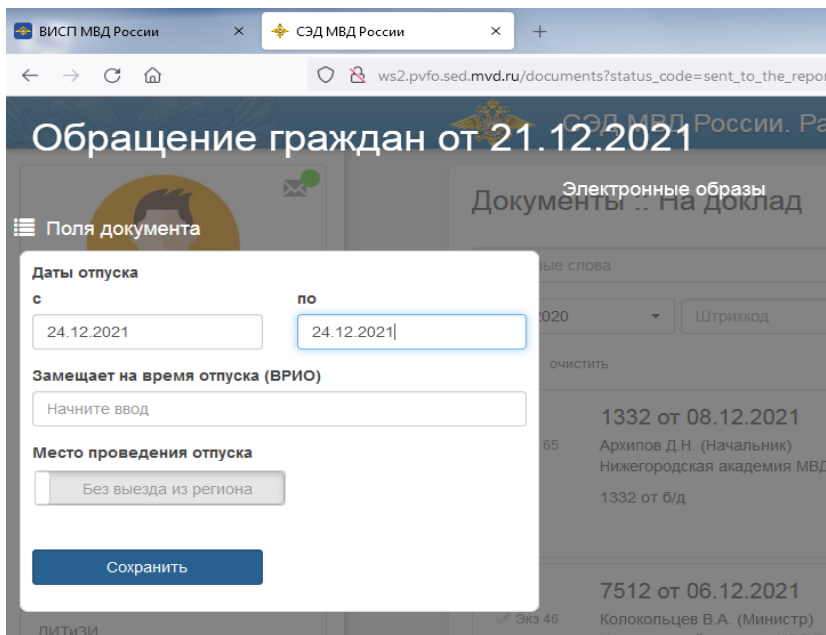 ВИСП МВД России
СЭД МВД России
ws2.pvfo.sed.mvd.ru/documents?status_code=sent_to_the_repor
СЭД МВД России. Ра
Обращение граждан от 21.12.2021
Электронные образы
Документы :: На доклад
Поля документа
Даты отпуска
с по
24.12.2021 24.12.2021
вые слова
2020 Штрихкод
очистить
Замещает на время отпуска (ВРИО)
Начните ввод
Место проведения отпуска
Без выезда из региона
Сохранить
1332 от 08.12.2021
65 Архипов Д.Н. (Начальник)
Нижегородская академия МВД
1332 от б/д
7512 от 06.12.2021
Экз 46 Колокольцев В.А. (Министр)
ЛИТиЗИ